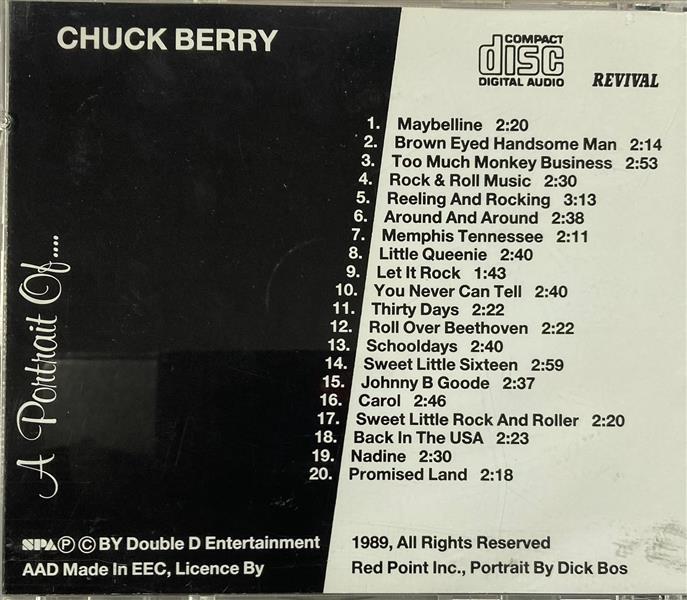 CHUCK BERRY
COMPACT
disc
DIGITAL AUDIO
REVIVAL
A Portrait Of....
1. Maybelline 2:20
2. Brown Eyed Handsome Man 2:14
3. Too Much Monkey Business 2:53
4. Rock & Roll Music 2:30
5. Reeling And Rocking 3:13
6. Around And Around 2:38
7. Memphis Tennessee 2:11
8. Little Queenie 2:40
9. Let It Rock 1:43
10. You Never Can Tell 2:40
11. Thirty Days 2:22
12. Roll Over Beethoven 2:22
13. Schooldays 2:40
14. Sweet Little Sixteen 2:59
15. Johnny B Goode 2:37
16. Carol 2:46
17. Sweet Little Rock And Roller 2:20
18. Back In The USA 2:23
19. Nadine 2:30
20. Promised Land 2:18
SPA Ⓟ © BY Double D Entertainment 1989, All Rights Reserved
AAD Made In EEC, Licence By Red Point Inc., Portrait By Dick Bos